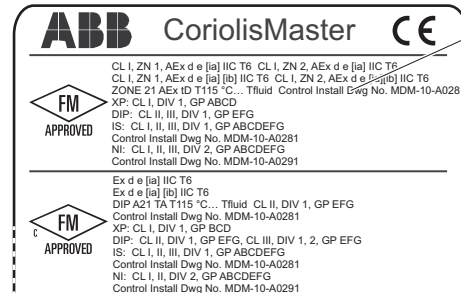 ABB CoriolisMaster CE
CL I, ZN 1, AEx d e [ia] IIC T6 CL I, ZN 2, AEx d e [ia] IIC T6
CL I, ZN 1, AEx d e [ia] [ib] IIC T6 CL I, ZN 2, AEx d e [ia][ib] IIC T6
ZONE 21 AEx tD T115 °C... Tfluid Control Install Dwg No. MDM-10-A028
XP: CL I, DIV 1, GP ABCD
DIP: CL II, III, DIV 1, GP EFG
IS: CL I, II, III, DIV 1, GP ABCDEFG
Control Install Dwg No. MDM-10-A0281
NI: CL I, II, III, DIV 2, GP ABCDEFG
Control Install Dwg No. MDM-10-A0291
FM
APPROVED
Ex d e [ia] IIC T6
Ex d e [ia] [ib] IIC T6
DIP A21 TA T115 °C... Tfluid CL II, DIV 1, GP EFG
Control Install Dwg No. MDM-10-A0281
XP: CL I, DIV 1, GP BCD
DIP: CL II, DIV 1, GP EFG, CL III, DIV 1, 2, GP EFG
IS: CL I, II, III, DIV 1, GP ABCDEFG
Control Install Dwg No. MDM-10-A0281
NI: CL I, II, DIV 2, GP ABCDEFG
Control Install Dwg No. MDM-10-A0291
FM
C
APPROVED